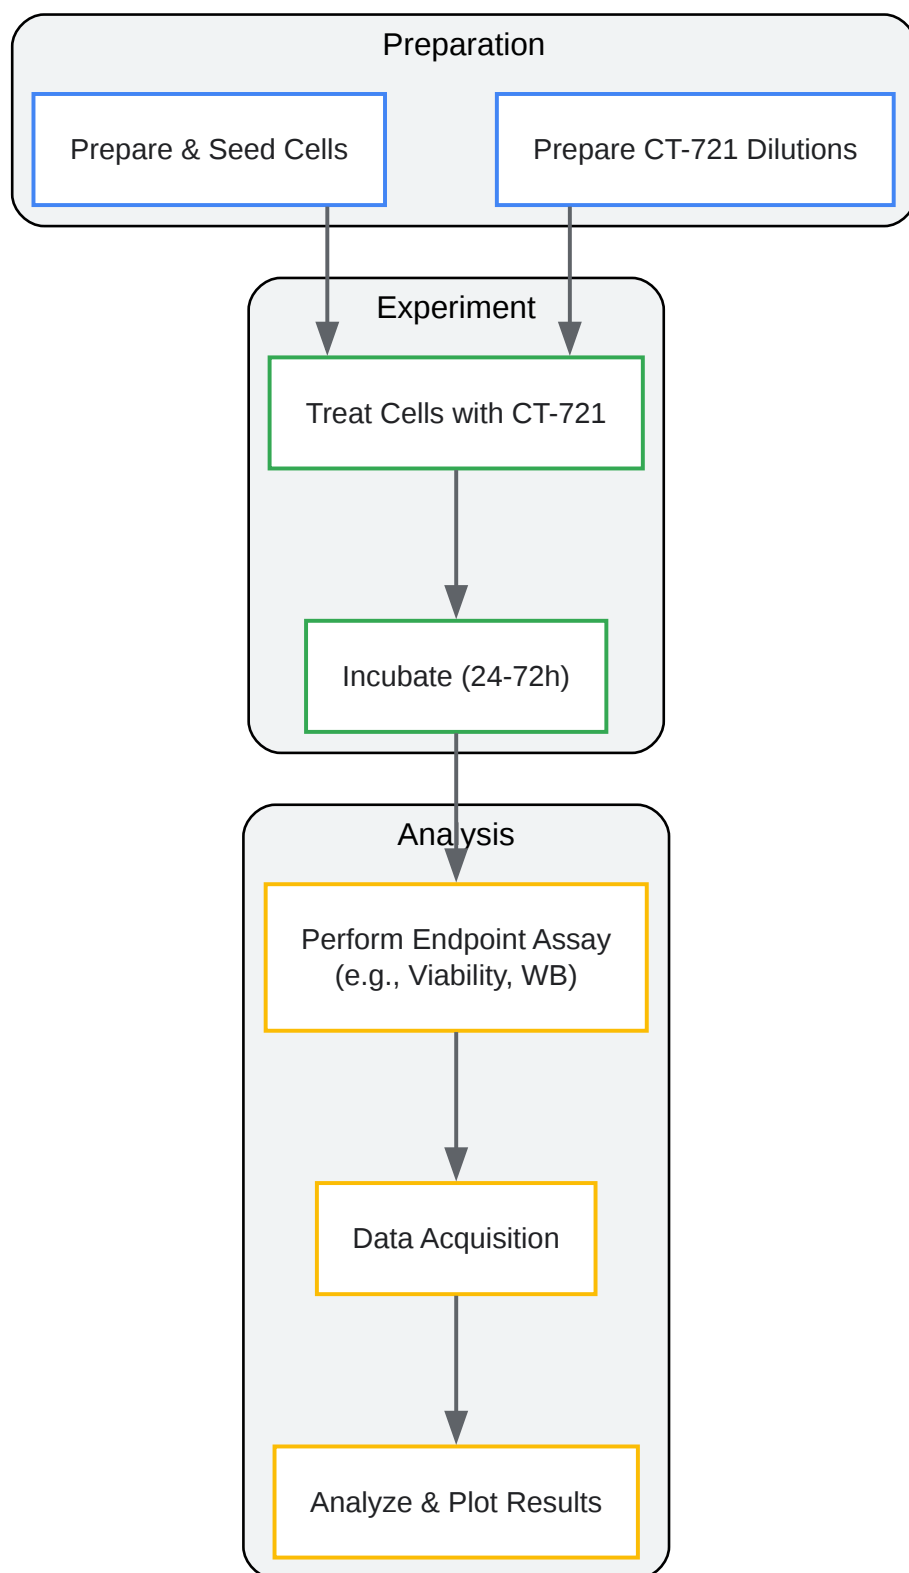 Preparation
Prepare & Seed Cells
Prepare CT-721 Dilutions
Experiment
Treat Cells with CT-721
Incubate (24-72h)
Analysis
Perform Endpoint Assay
(e.g., Viability, WB)
Data Acquisition
Analyze & Plot Results